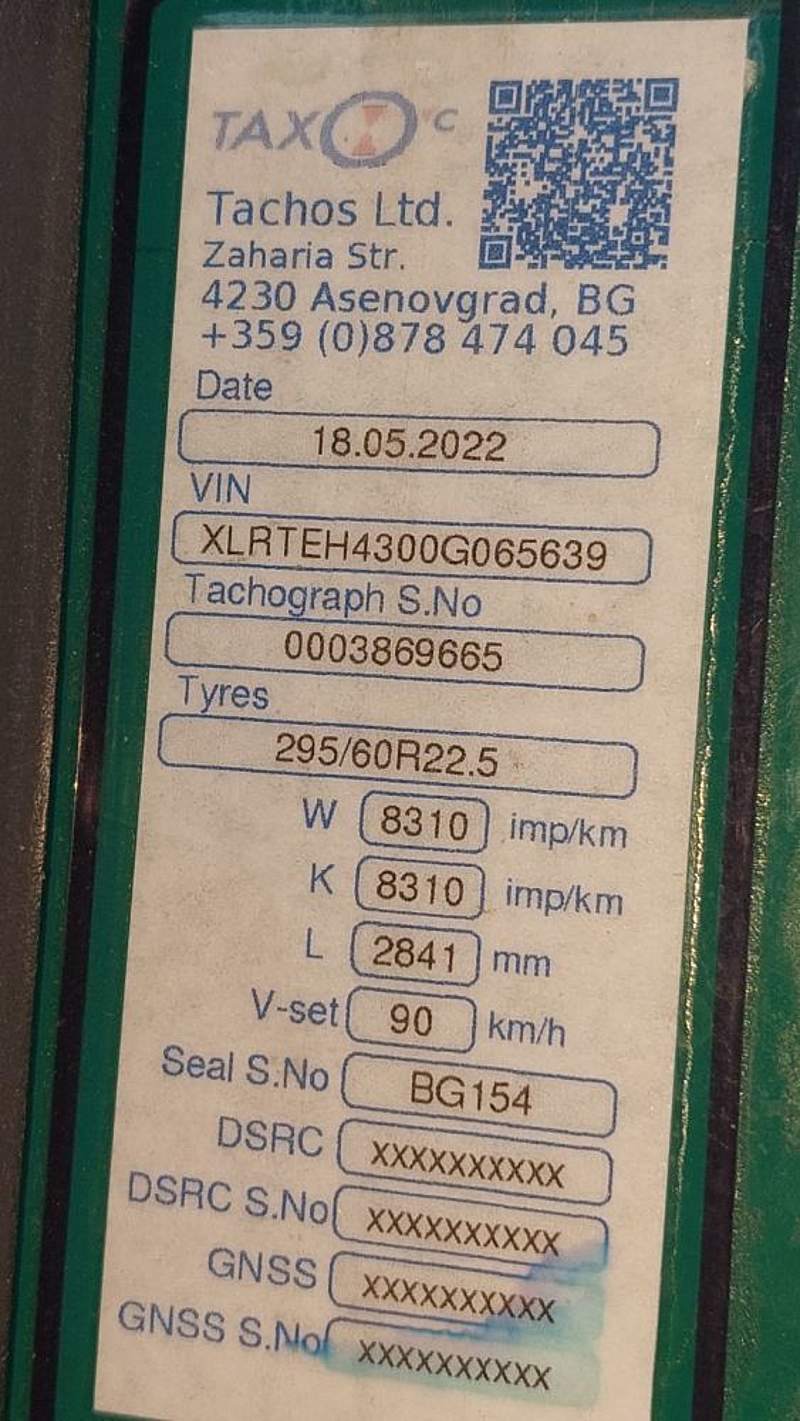 TAXO °C
Tachos Ltd.
Zaharia Str.
4230 Asenovgrad, BG
+359 (0)878 474 045
Date
18.05.2022
VIN
XLRTEH4300G065639
Tachograph S.No
0003869665
Tyres
295/60R22.5
W 8310 imp/km
K 8310 imp/km
L 2841 mm
V-set 90 km/h
Seal S.No BG154
DSRC XXXXXXXXXX
DSRC S.No XXXXXXXXXX
GNSS XXXXXXXXXX
GNSS S.No XXXXXXXXXX